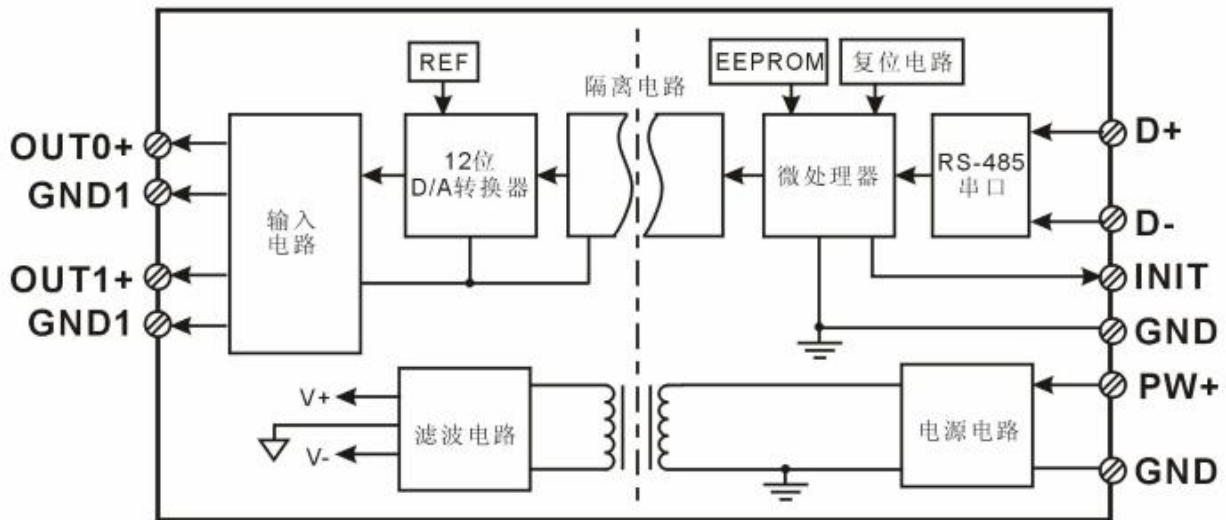 REF
EEPROM
复位电路
隔离电路
OUT0+
GND1
OUT1+
GND1
输入
电路
12位
D/A转换器
微处理器
RS-485
串口
D+
D-
INIT
GND
PW+
GND
V+
V-
滤波电路
电源电路